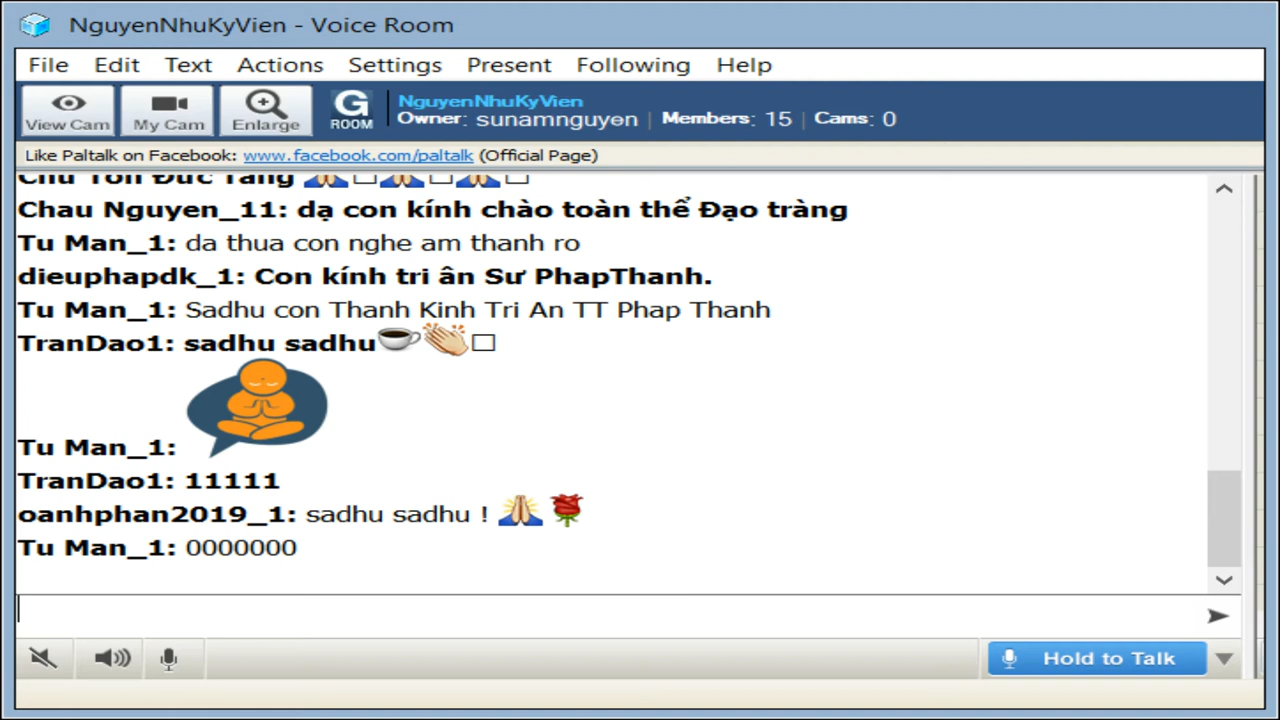 NguyenNhuKyVien - Voice Room
File Edit Text Actions Settings Present Following Help
View Cam My Cam Enlarge G ROOM NguyenNhuKyVien
Owner: sunamnguyen | Members: 15 | Cams: 0
Like Paltalk on Facebook: www.facebook.com/paltalk (Official Page)
Chu Ton Đuc Tang
Chau Nguyen_11: dạ con kính chào toàn thể Đạo tràng
Tu Man_1: da thua con nghe am thanh ro
dieuphapdk_1: Con kính tri ân Sư PhapThanh.
Tu Man_1: Sadhu con Thanh Kinh Tri An TT Phap Thanh
TranDao1: sadhu sadhu
Tu Man_1:
TranDao1: 11111
oanhphan2019_1: sadhu sadhu !
Tu Man_1: 0000000
Hold to Talk